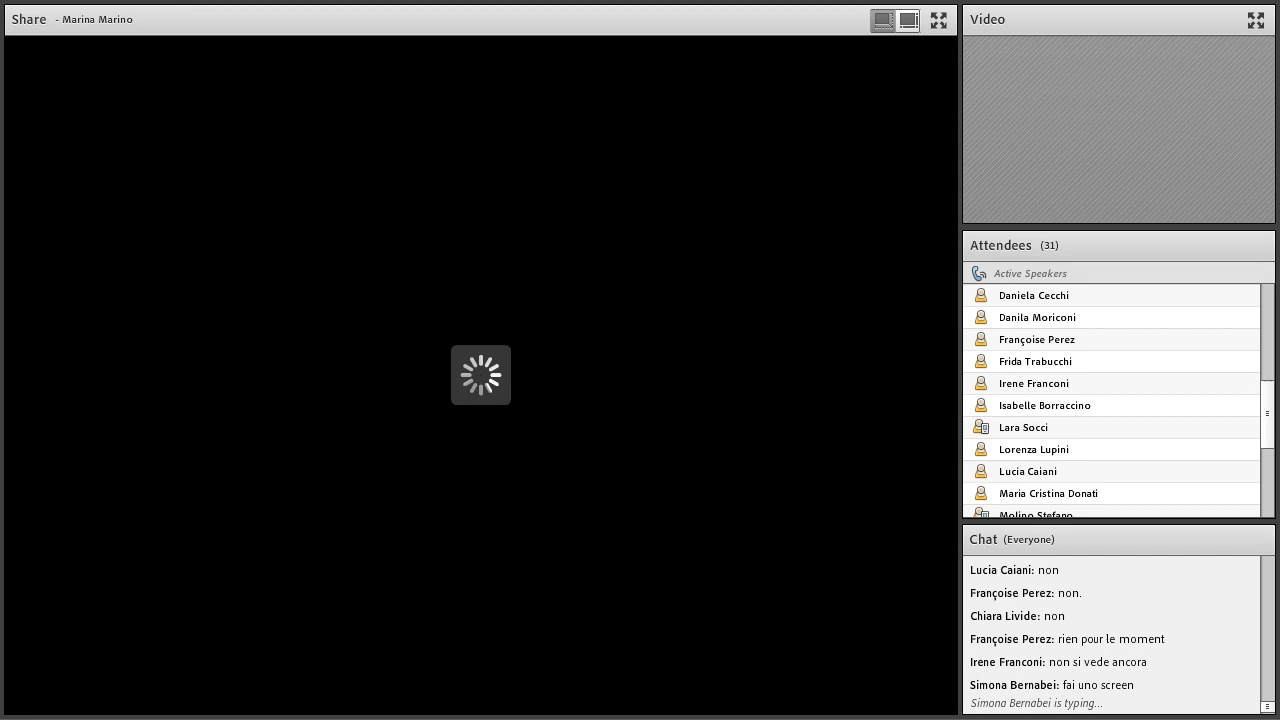 Share - Marina Marino
Video
Attendees (31)
Active Speakers
Daniela Cecchi
Danila Moriconi
Françoise Perez
Frida Trabucchi
Irene Franconi
Isabelle Borraccino
Lara Socci
Lorenza Lupini
Lucia Caiani
Maria Cristina Donati
Molino Stefano
Chat (Everyone)
Lucia Caiani: non
Françoise Perez: non.
Chiara Livide: non
Françoise Perez: rien pour le moment
Irene Franconi: non si vede ancora
Simona Bernabei: fai uno screen
Simona Bernabei is typing...